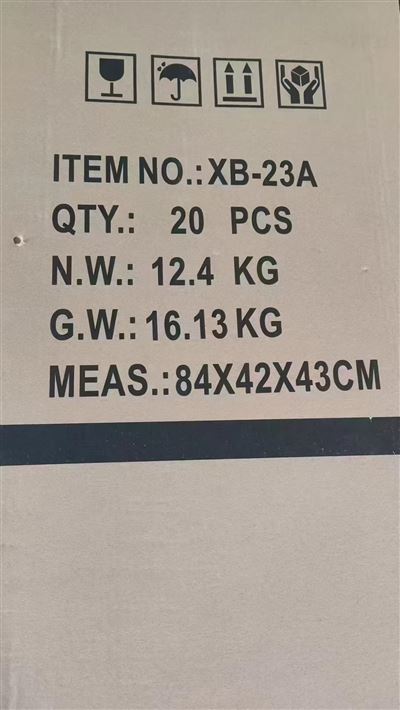 ITEM NO.: XB-23A
QTY.: 20 PCS
N.W.: 12.4 KG
G.W.: 16.13 KG
MEAS.: 84X42X43CM